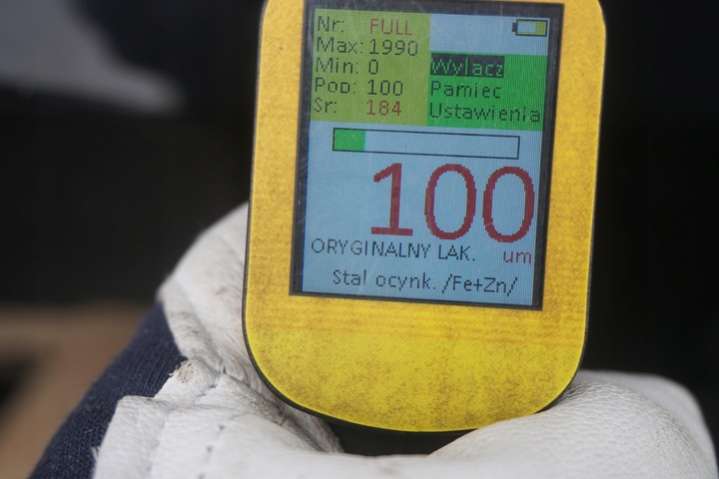 Nr: FULL
Max: 1990
Min: 0
Pop: 100
Sr: 184
Wylacz
Pamiec
Ustawienia
100
ORYGINALNY LAK. um
Stal ocynk. /Fe+Zn/